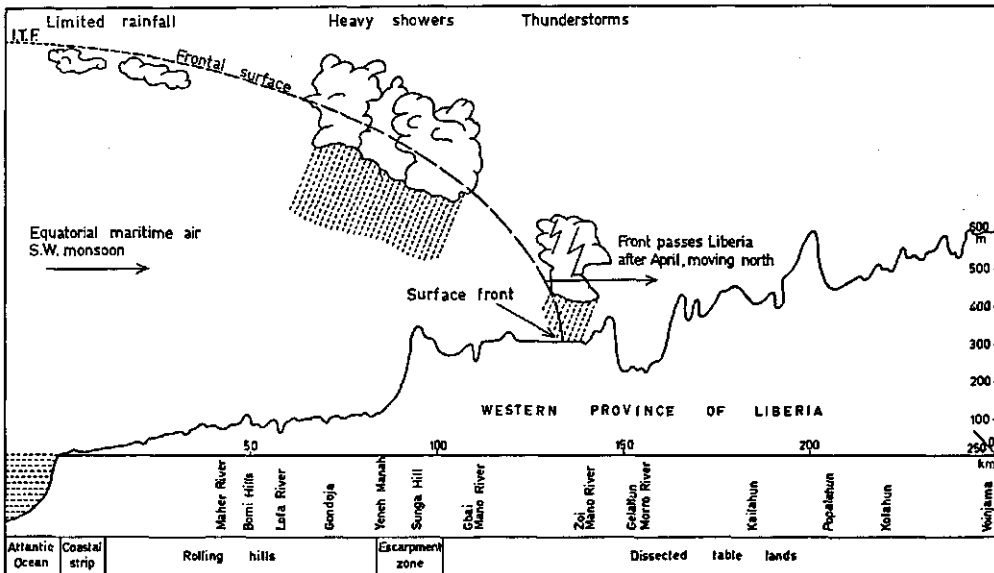 Limited rainfall
Heavy showers
Thunderstorms
I.T.F.
Frontal surface
Equatorial maritime air
S.W. monsoon
Front passes Liberia
after April, moving north
Surface front
600
m
500
400
300
200
100
0
WESTERN PROVINCE OF LIBERIA
50
100
150
200
250
km
Maher River
Bomi Hills
Lofa River
Gondoja
Yeneh Manah
Sunga Hill
Gbai
Mano River
Zoi
Mano River
Gelallun
Morro River
Kailahun
Popalahun
Kolahun
Voinjama
Atlantic
Ocean
Coastal
strip
Rolling hills
Escarpment
zone
Dissected table lands